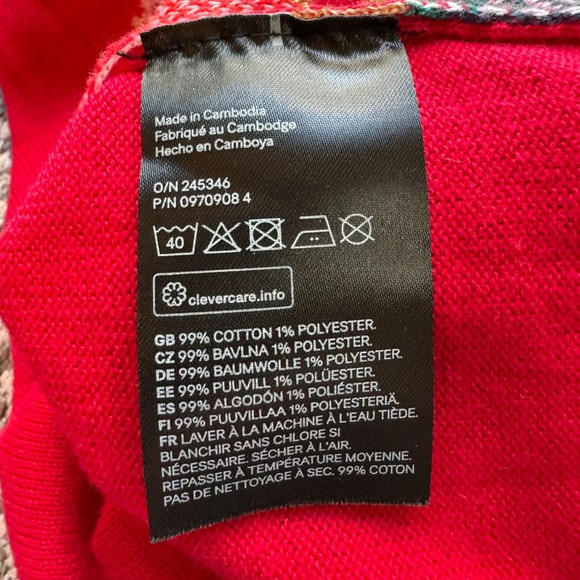 Made in Cambodia
Fabriqué au Cambodge
Hecho en Camboya
O/N 245346
P/N 0970908 4
40
clevercare.info
GB 99% COTTON 1% POLYESTER.
CZ 99% BAVLNA 1% POLYESTER.
DE 99% BAUMWOLLE 1% POLYESTER.
EE 99% PUUVILL 1% POLÜESTER.
ES 99% ALGODÓN 1% POLIÉSTER.
FI 99% PUUVILLAA 1% POLYESTERIÄ.
FR LAVER À LA MACHINE À L'EAU TIÈDE.
BLANCHIR SANS CHLORE SI
NÉCESSAIRE. SÉCHER À L'AIR.
REPASSER À TEMPÉRATURE MOYENNE.
PAS DE NETTOYAGE À SEC. 99% COTON